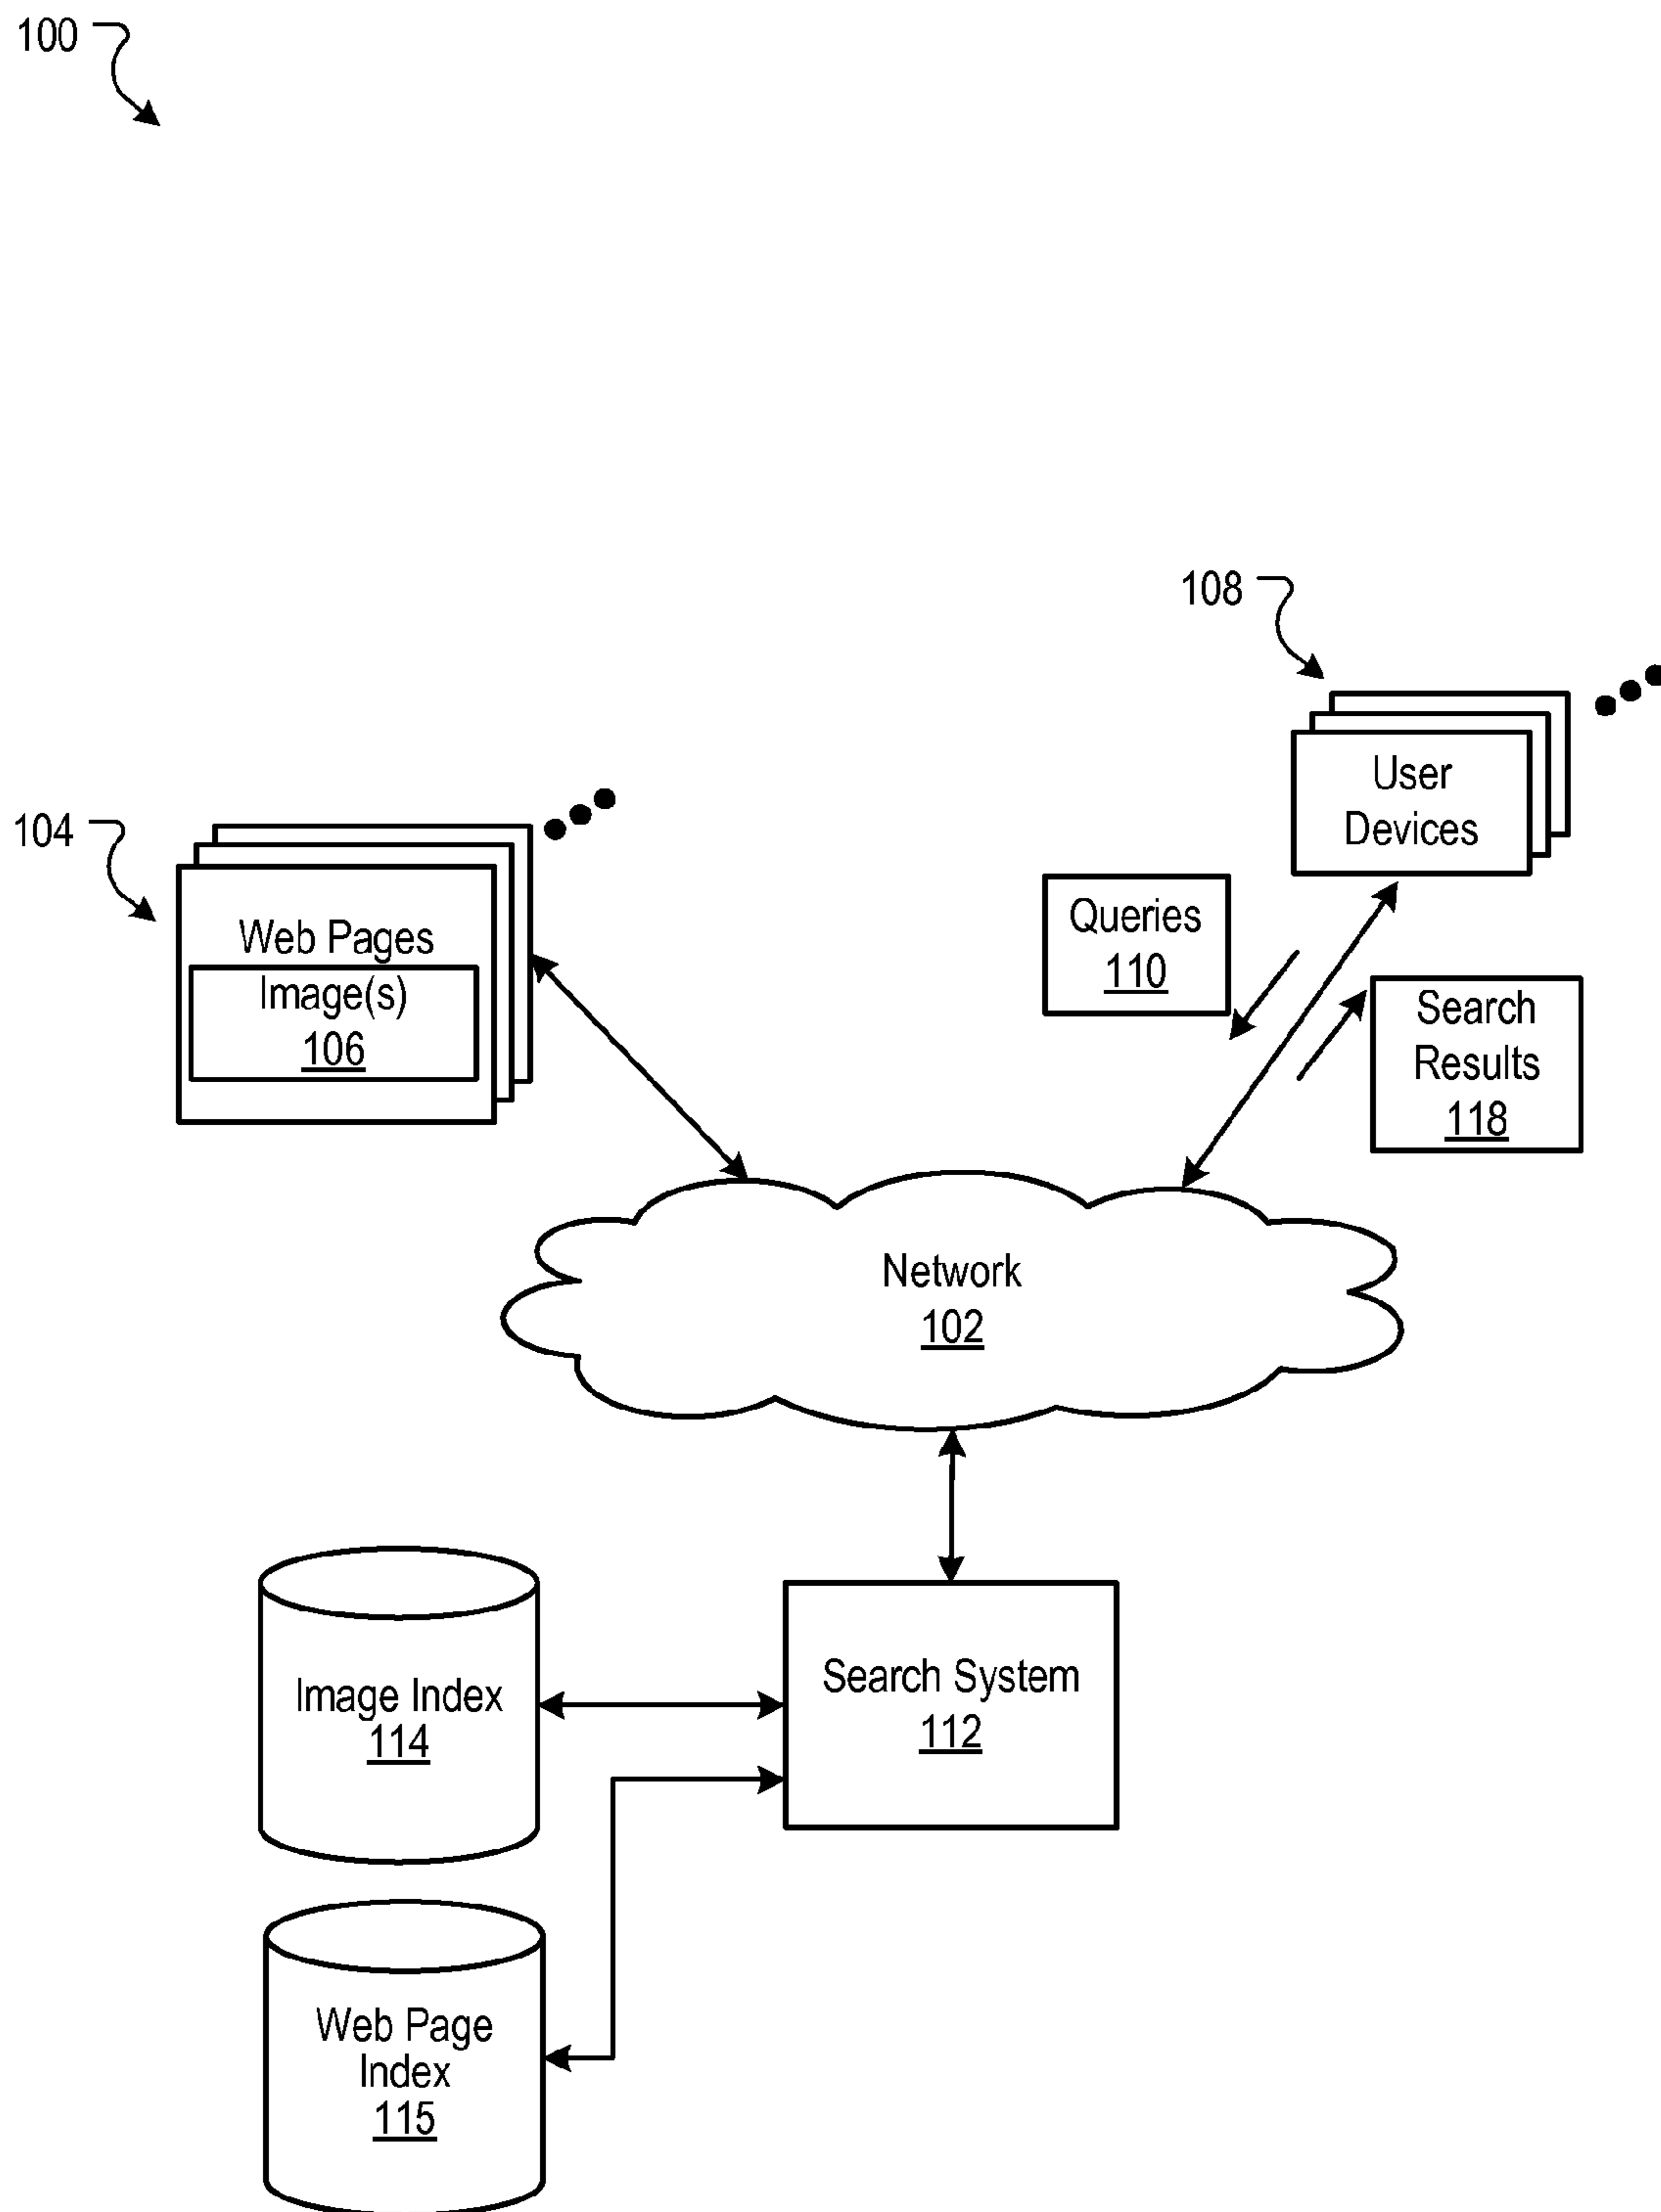 100
108
User
Devices
104
Web Pages
Image(s)
106
Queries
110
Search
Results
118
Network
102
Image Index
114
Search System
112
Web Page
Index
115